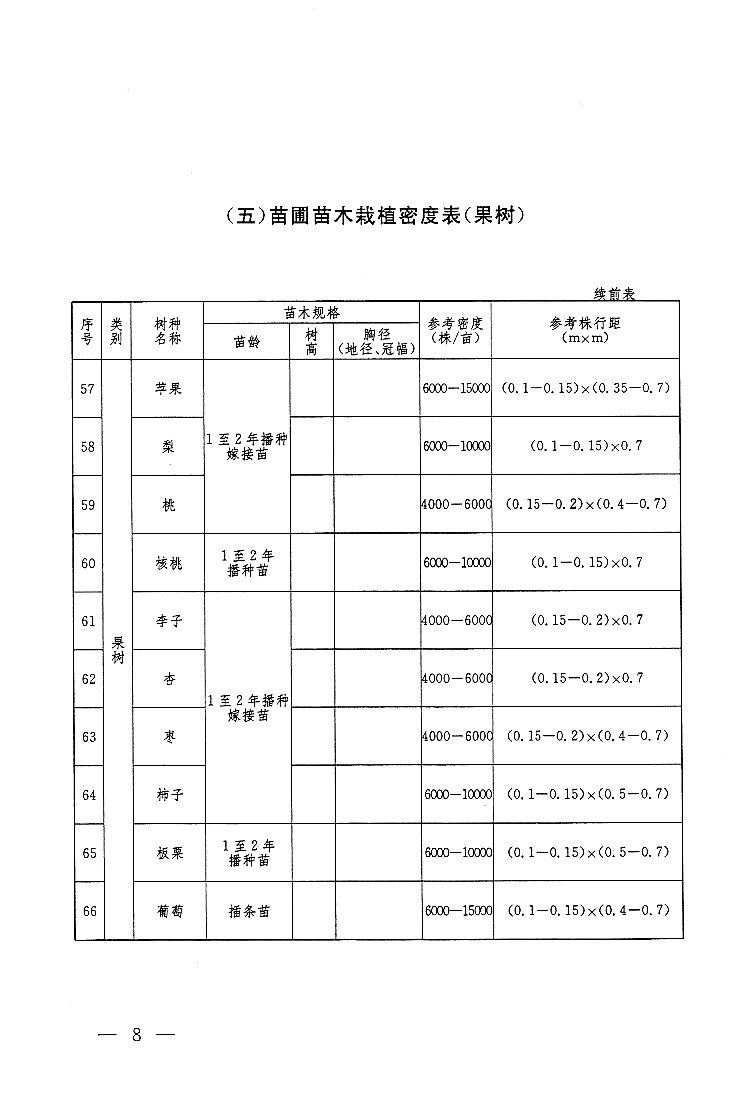 (五)苗圃苗木栽植密度表(果树)
续前表
序号 类别 树种名称 苗木规格 参考密度(株/亩) 参考株行距(m×m)
苗龄 树高 胸径(地径、冠幅)
果树
57 苹果 1至2年播种嫁接苗 6000—15000 (0.1—0.15)×(0.35—0.7)
58 梨 6000—10000 (0.1—0.15)×0.7
59 桃 4000—6000 (0.15—0.2)×(0.4—0.7)
60 核桃 1至2年播种苗 6000—10000 (0.1—0.15)×0.7
61 李子 1至2年播种嫁接苗 4000—6000 (0.15—0.2)×0.7
62 杏 4000—6000 (0.15—0.2)×0.7
63 枣 4000—6000 (0.15—0.2)×(0.4—0.7)
64 柿子 6000—10000 (0.1—0.15)×(0.5—0.7)
65 板栗 1至2年播种苗 6000—10000 (0.1—0.15)×(0.5—0.7)
66 葡萄 插条苗 6000—15000 (0.1—0.15)×(0.4—0.7)
— 8 —